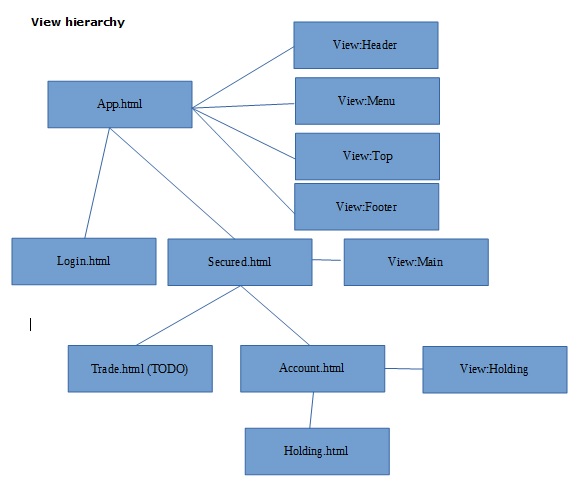 View hierarchy
View:Header
App.html
View:Menu
View:Top
View:Footer
Login.html
Secured.html
View:Main
Trade.html (TODO)
Account.html
View:Holding
Holding.html